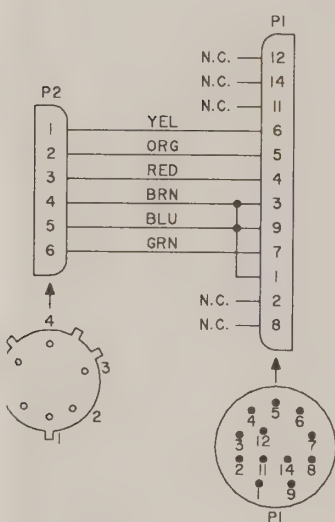 P1
N.C. 12
N.C. 14
N.C. 11
P2
1 YEL 6
2 ORG 5
3 RED 4
4 BRN 3
5 BLU 9
6 GRN 7
1
N.C. 2
N.C. 8
4
3
2
1
5
4 6
3 12 7
2 11 14 8
1 9
P1